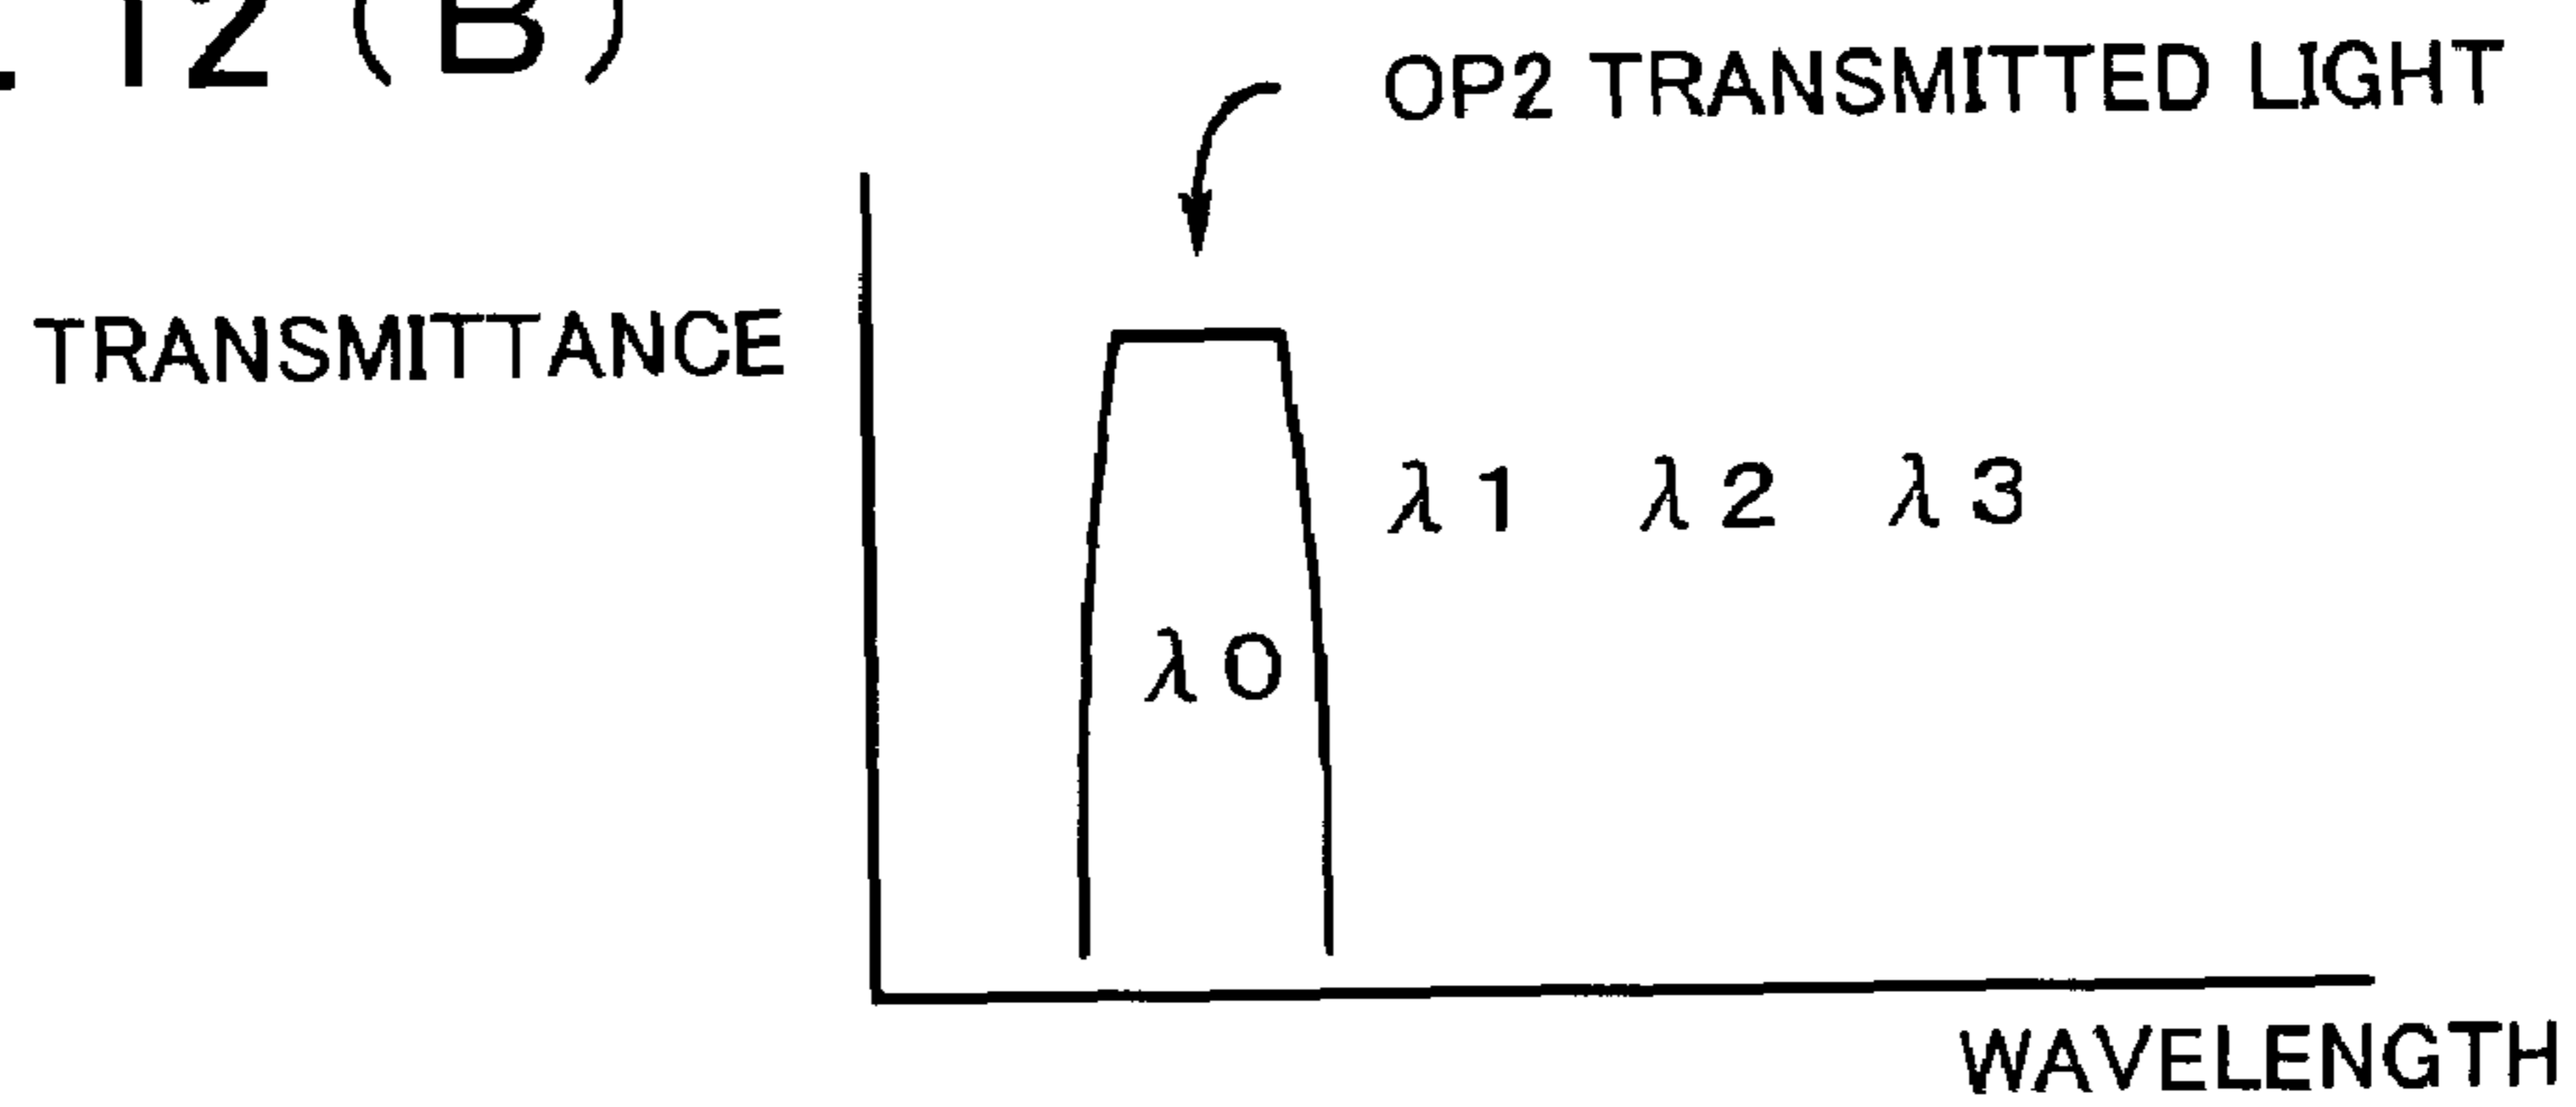 . 12 (B)
OP2 TRANSMITTED LIGHT
TRANSMITTANCE
λ1 λ2 λ3
λ0
WAVELENGTH